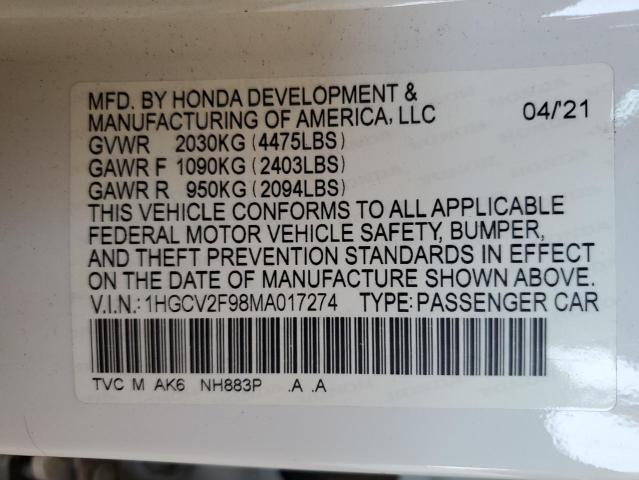 MFD. BY HONDA DEVELOPMENT &
MANUFACTURING OF AMERICA, LLC 04/'21
GVWR 2030KG (4475LBS)
GAWR F 1090KG (2403LBS)
GAWR R 950KG (2094LBS)
THIS VEHICLE CONFORMS TO ALL APPLICABLE
FEDERAL MOTOR VEHICLE SAFETY, BUMPER,
AND THEFT PREVENTION STANDARDS IN EFFECT
ON THE DATE OF MANUFACTURE SHOWN ABOVE.
V.I.N.:1HGCV2F98MA017274 TYPE:PASSENGER CAR
TVC M AK6 NH883P .A .A